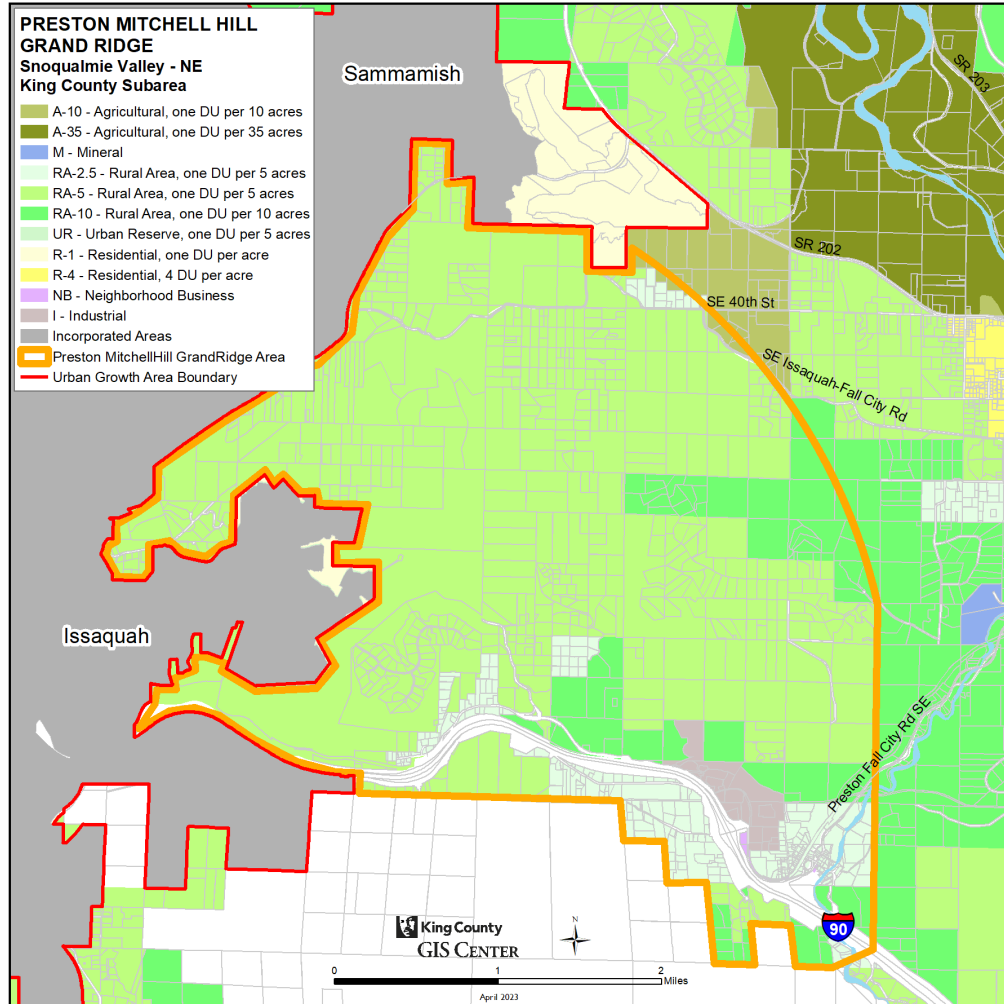 PRESTON MITCHELL HILL
GRAND RIDGE
Snoqualmie Valley - NE
King County Subarea
A-10 - Agricultural, one DU per 10 acres
A-35 - Agricultural, one DU per 35 acres
M - Mineral
RA-2.5 - Rural Area, one DU per 5 acres
RA-5 - Rural Area, one DU per 5 acres
RA-10 - Rural Area, one DU per 10 acres
UR - Urban Reserve, one DU per 5 acres
R-1 - Residential, one DU per acre
R-4 - Residential, 4 DU per acre
NB - Neighborhood Business
I - Industrial
Incorporated Areas
Preston MitchellHill GrandRidge Area
Urban Growth Area Boundary
Sammamish
SR 203
SR 202
SE 40th St
SE Issaquah-Fall City Rd
Issaquah
Preston Fall City Rd SE
90
King County
GIS CENTER
N
0 1 2
Miles
April 2023